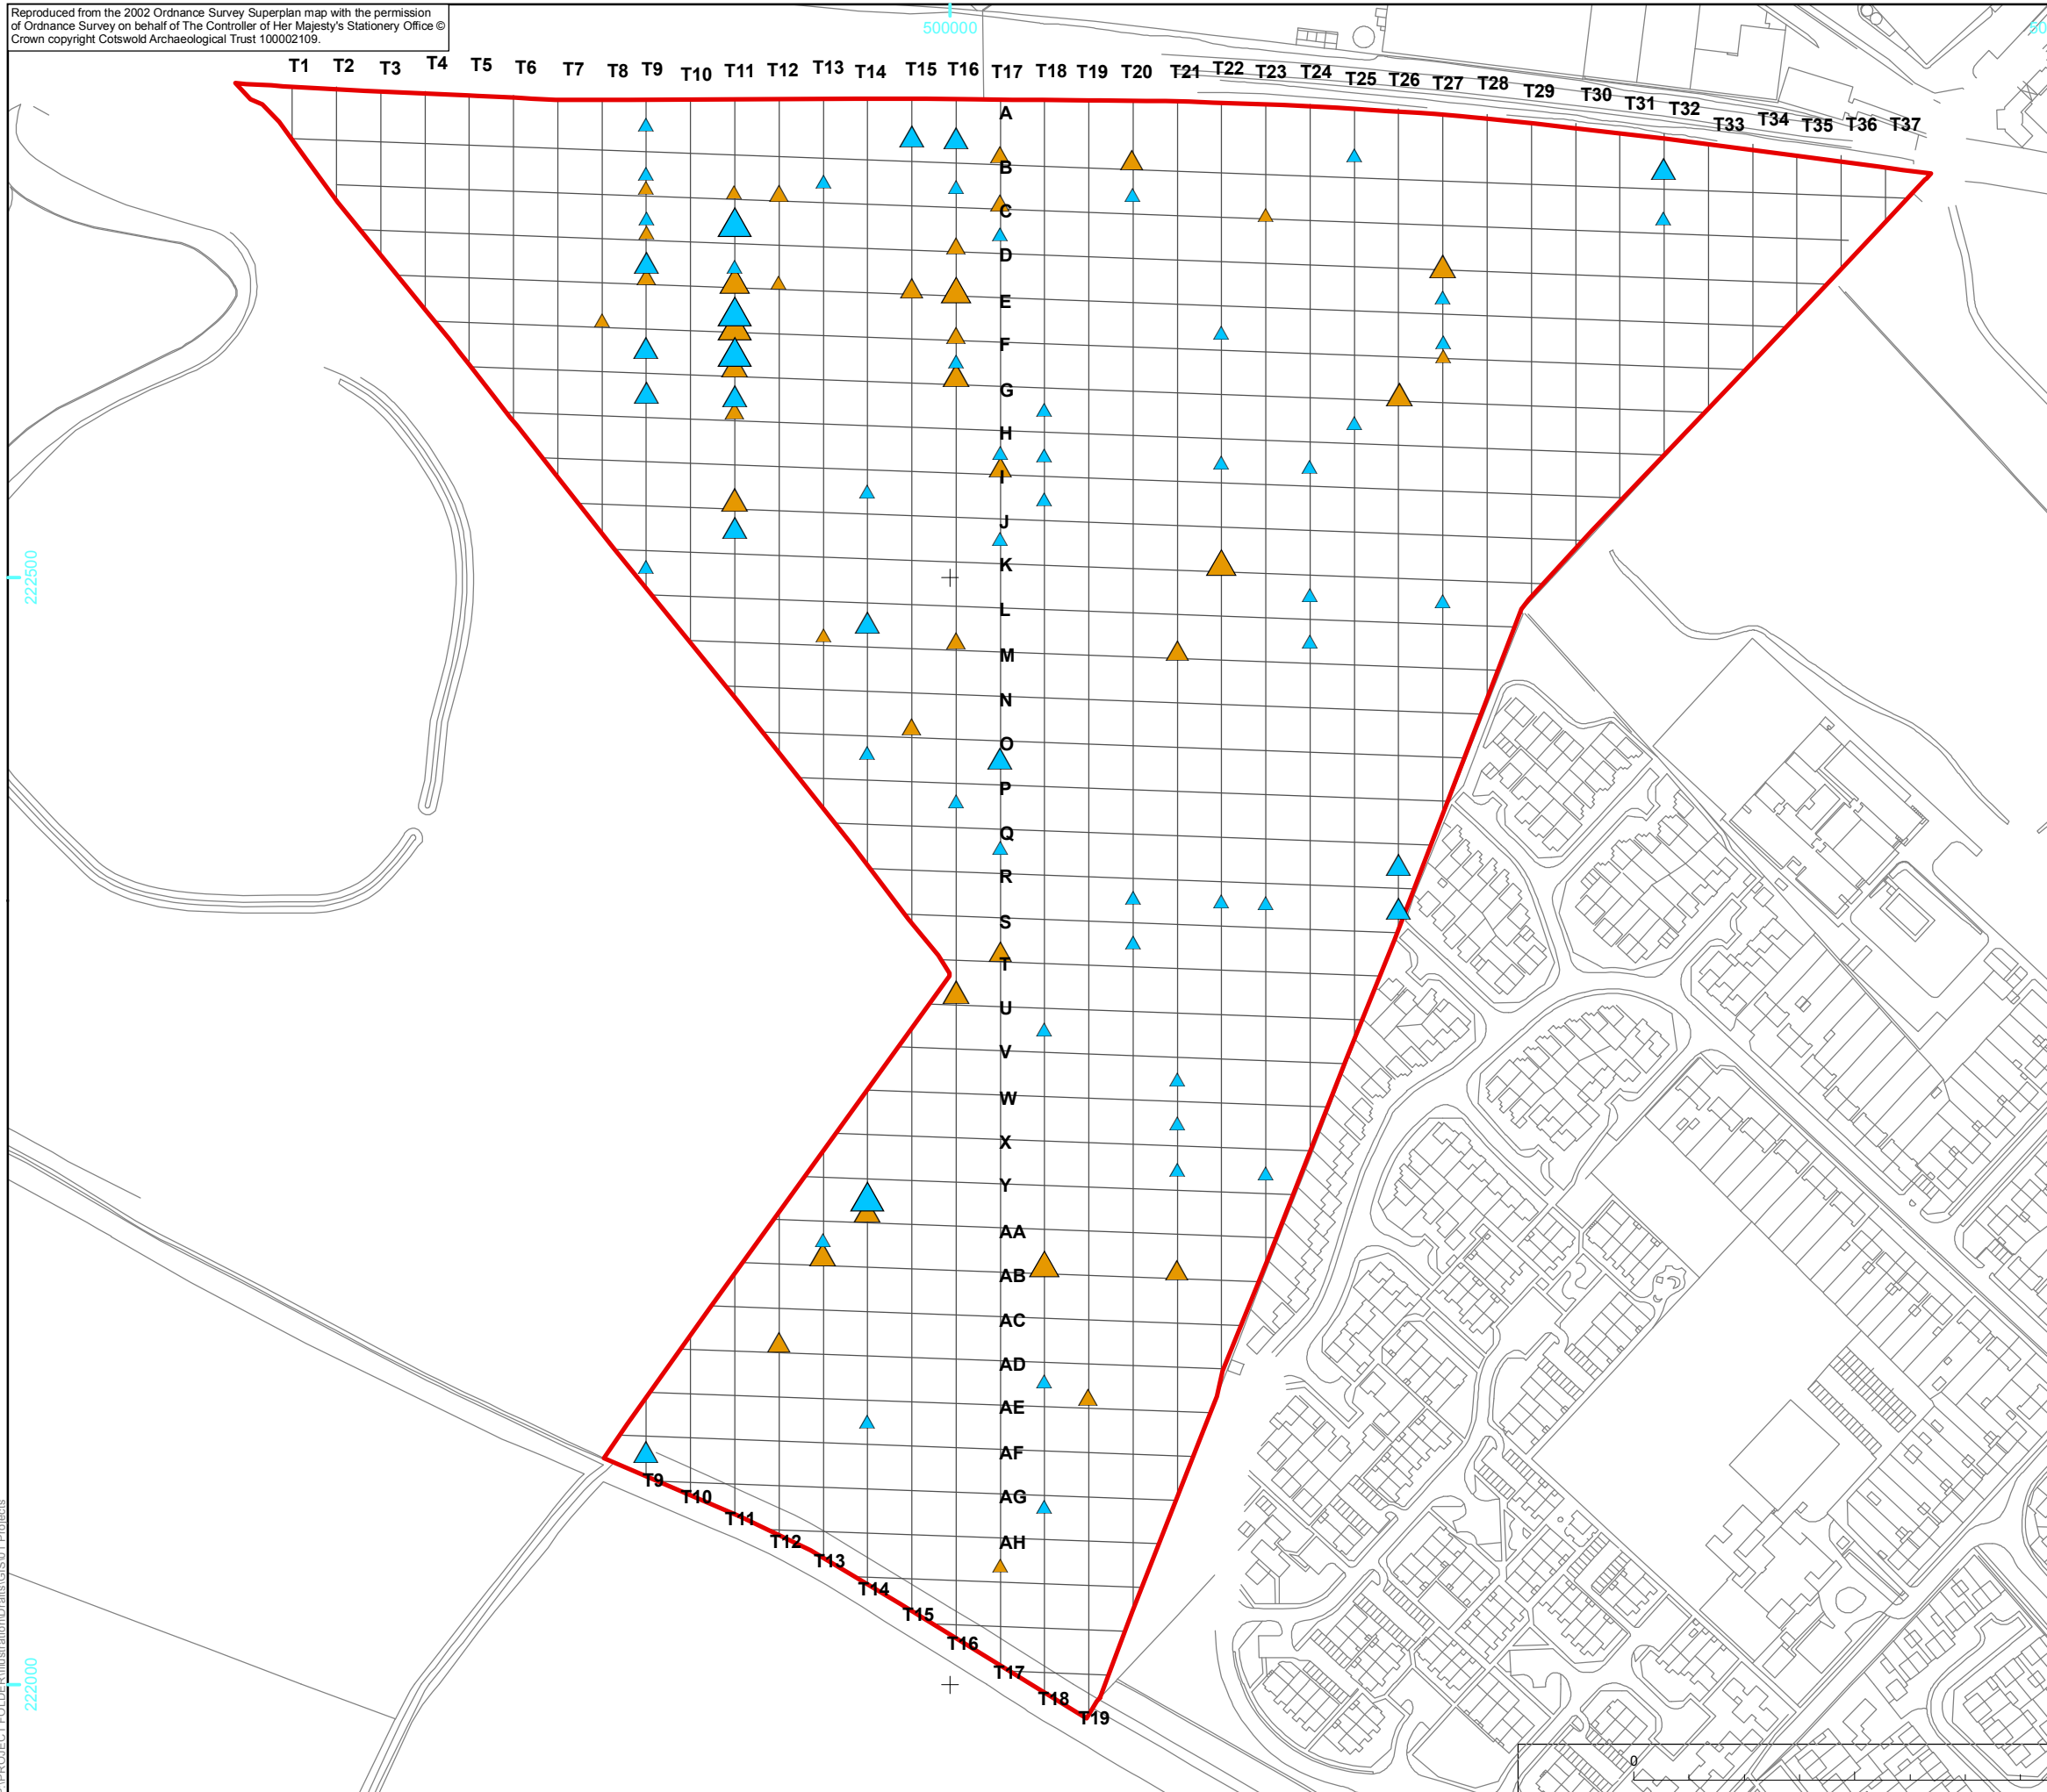 Reproduced from the 2002 Ordnance Survey Superplan map with the permission
of Ordnance Survey on behalf of The Controller of Her Majesty's Stationery Office ©
Crown copyright Cotswold Archaeological Trust 100002109.
500000
T1 T2 T3 T4 T5 T6 T7 T8 T9 T10 T11 T12 T13 T14 T15 T16 T17 T18 T19 T20 T21 T22 T23 T24 T25 T26 T27 T28 T29 T30 T31 T32 T33 T34 T35 T36 T37
A
B
C
D
E
F
G
H
I
J
K
L
M
N
O
P
Q
R
S
T
U
V
W
X
Y
AA
AB
AC
AD
AE
AF
AG
AH
222500
222000
T9
T10
T11
T12
T13
T14
T15
T16
T17
T18
T19
0